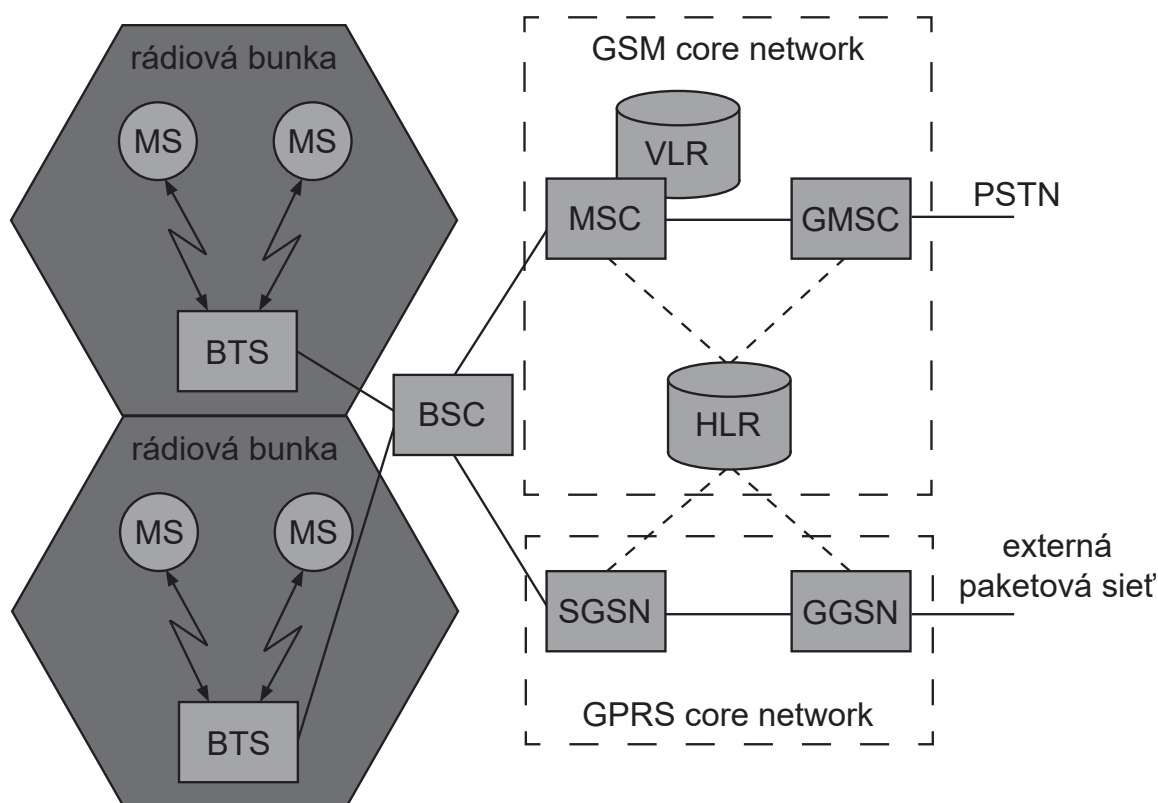 rádiová bunka
MS
MS
BTS
rádiová bunka
MS
MS
BTS
BSC
GSM core network
VLR
MSC
GMSC
PSTN
HLR
SGSN
GGSN
externá
paketová sieť
GPRS core network